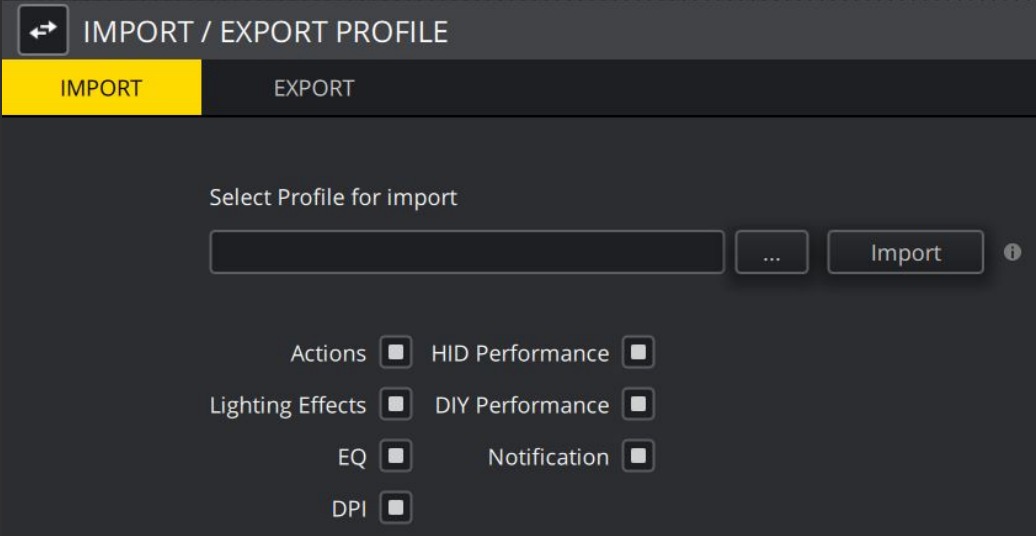 IMPORT / EXPORT PROFILE
IMPORT EXPORT
Select Profile for import
... Import
Actions HID Performance
Lighting Effects DIY Performance
EQ Notification
DPI